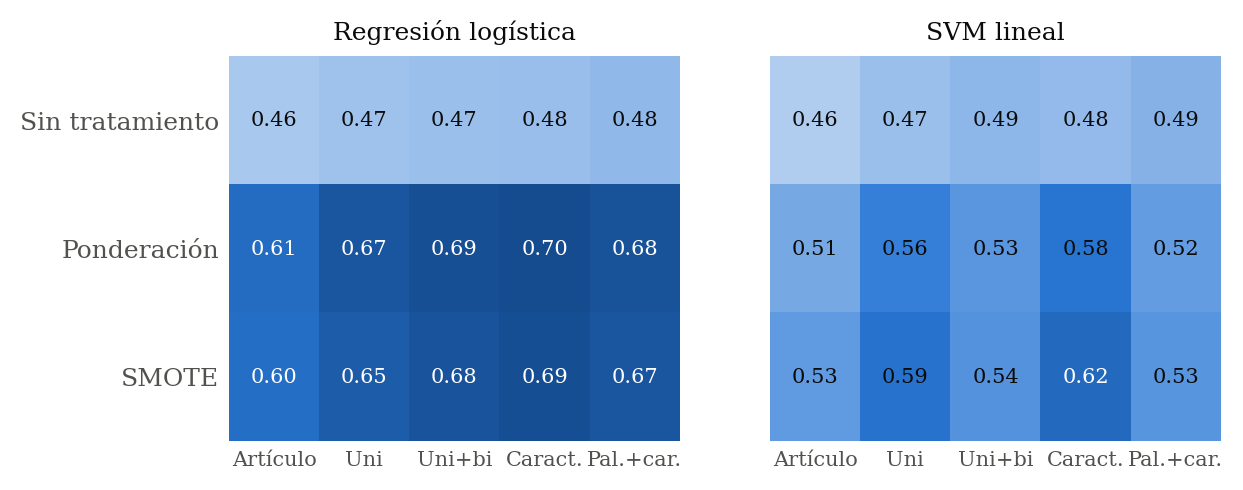 Regresión logística
SVM lineal
Sin tratamiento 0.46 0.47 0.47 0.48 0.48 0.46 0.47 0.49 0.48 0.49
Ponderación 0.61 0.67 0.69 0.70 0.68 0.51 0.56 0.53 0.58 0.52
SMOTE 0.60 0.65 0.68 0.69 0.67 0.53 0.59 0.54 0.62 0.53
Artículo Uni Uni+bi Caract. Pal.+car. Artículo Uni Uni+bi Caract. Pal.+car.